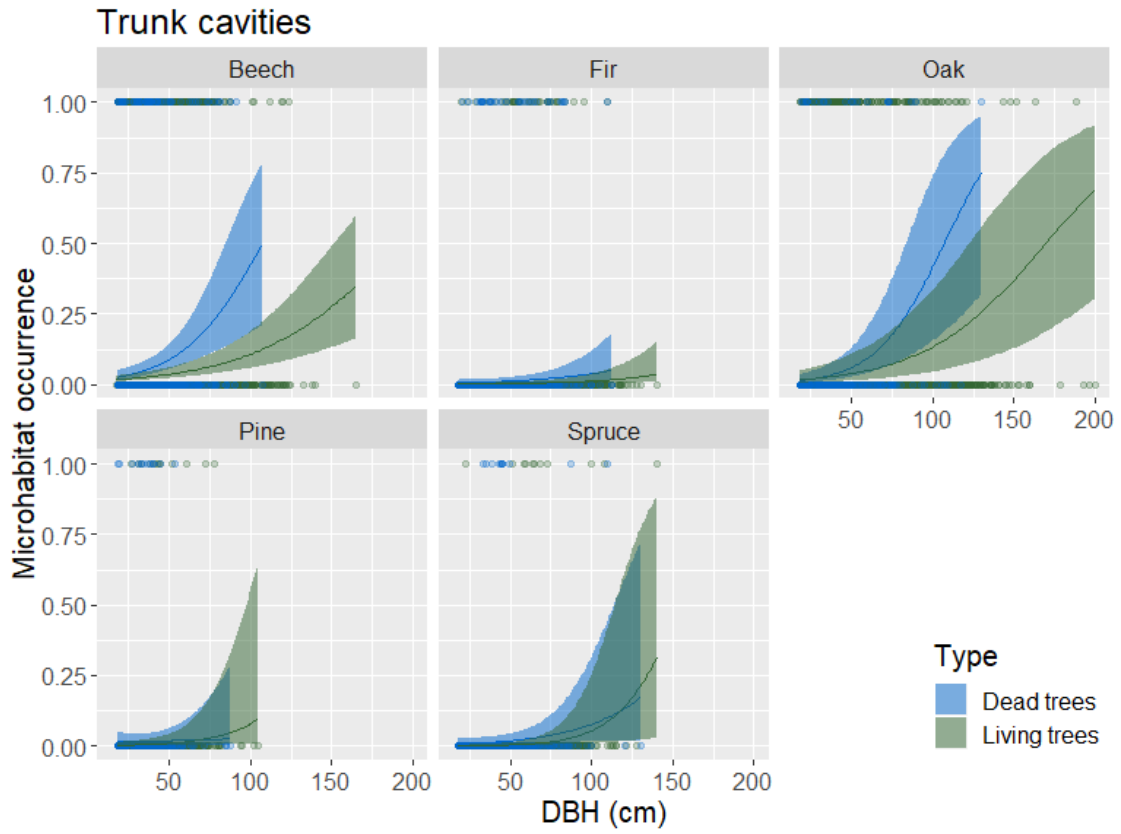 Trunk cavities
Beech
Fir
Oak
1.00
0.75
0.50
0.25
0.00
50 100 150 200
Pine
Spruce
1.00
0.75
0.50
0.25
0.00
50 100 150 200
50 100 150 200
Microhabitat occurrence
DBH (cm)
Type
Dead trees
Living trees